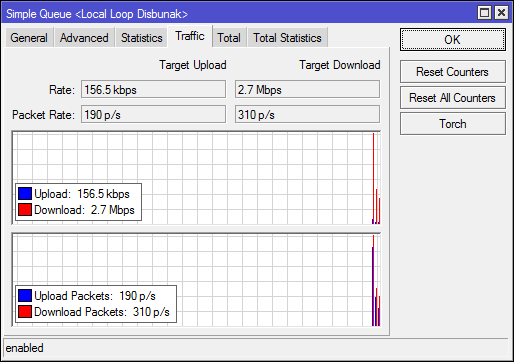 Simple Queue <Local Loop Disbunak>
General Advanced Statistics Traffic Total Total Statistics
Target Upload Target Download
Rate: 156.5 kbps 2.7 Mbps
Packet Rate: 190 p/s 310 p/s
Upload: 156.5 kbps
Download: 2.7 Mbps
Upload Packets: 190 p/s
Download Packets: 310 p/s
OK
Reset Counters
Reset All Counters
Torch
enabled